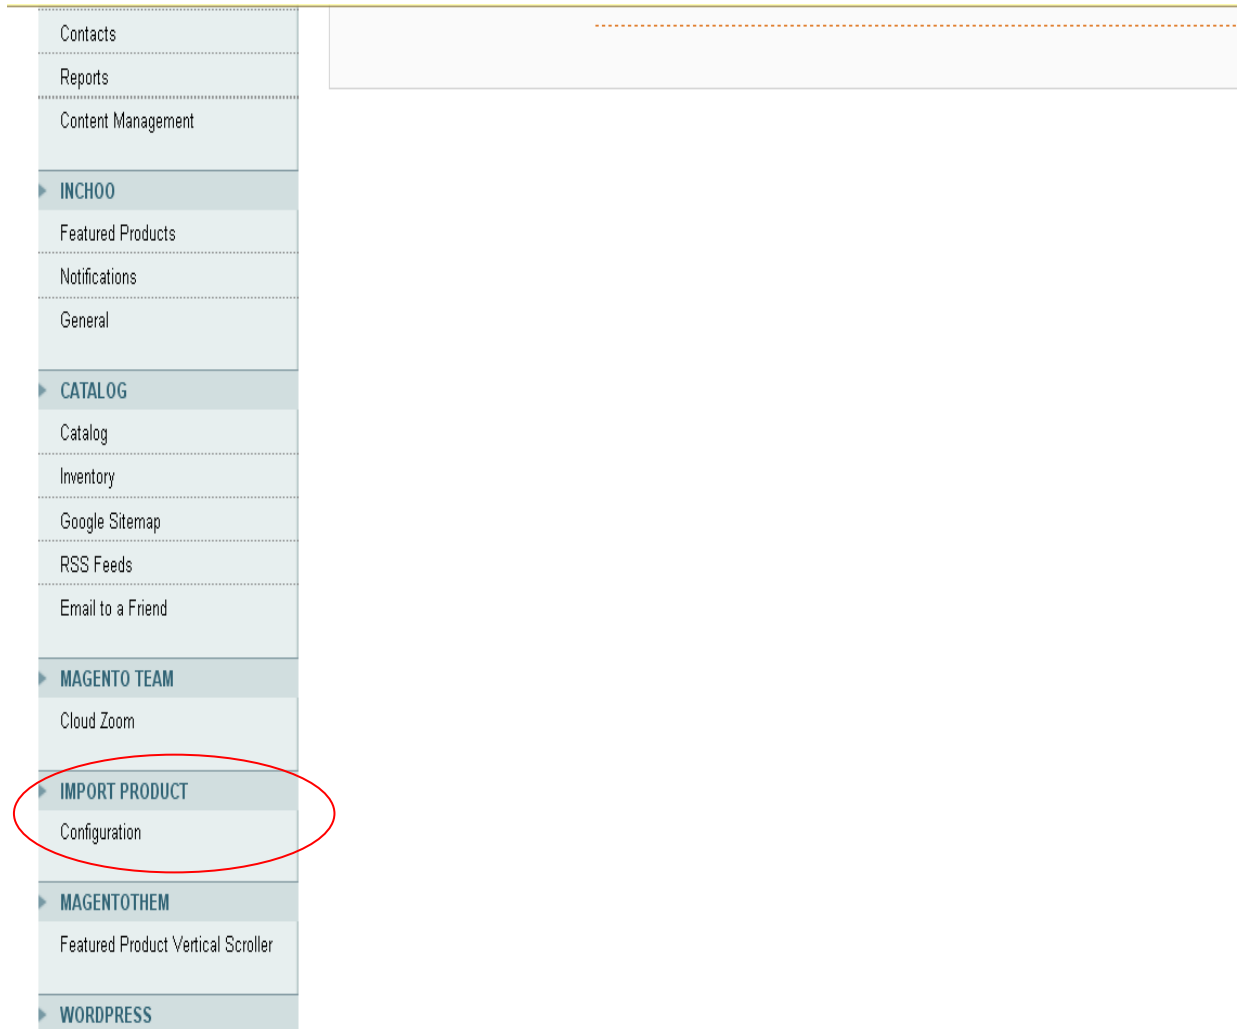 Contacts
Reports
Content Management
INCHOO
Featured Products
Notifications
General
CATALOG
Catalog
Inventory
Google Sitemap
RSS Feeds
Email to a Friend
MAGENTO TEAM
Cloud Zoom
IMPORT PRODUCT
Configuration
MAGENTOTHEM
Featured Product Vertical Scroller
WORDPRESS